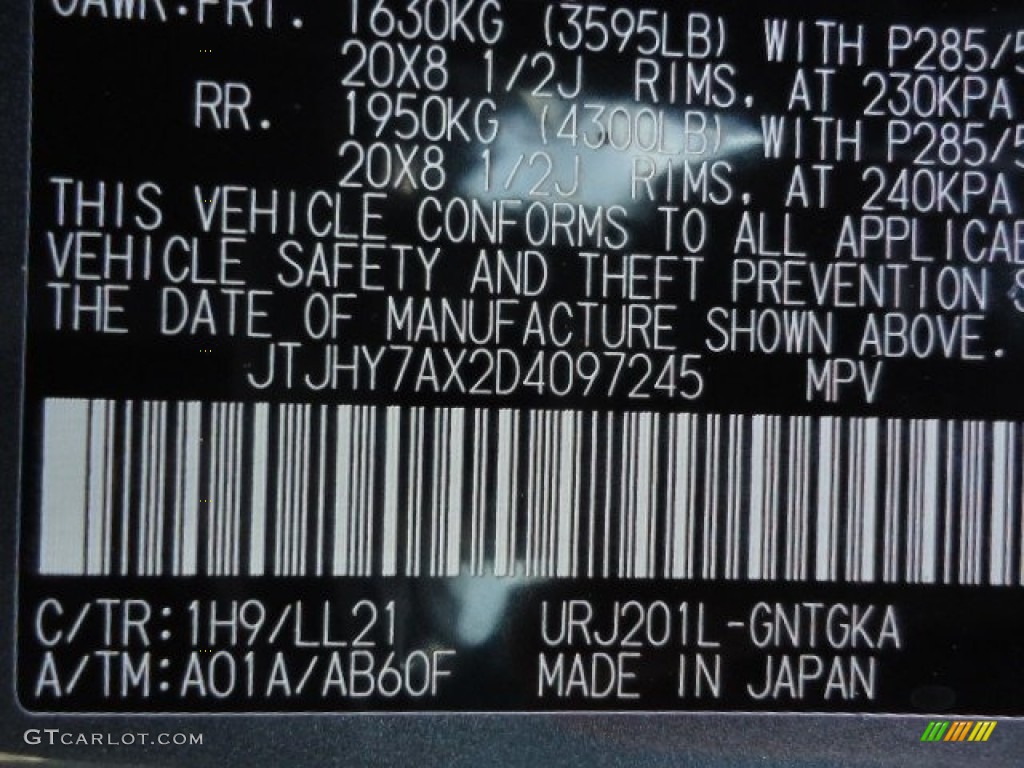 GAWR:FRT. 1630KG (3595LB) WITH P285/5
20X8 1/2J RIMS, AT 230KPA
RR. 1950KG (4300LB) WITH P285/5
20X8 1/2J RIMS, AT 240KPA
THIS VEHICLE CONFORMS TO ALL APPLICAB
VEHICLE SAFETY AND THEFT PREVENTION S
THE DATE OF MANUFACTURE SHOWN ABOVE.
JTJHY7AX2D4097245 MPV
C/TR:1H9/LL21 URJ201L-GNTGKA
A/TM:A01A/AB60F MADE IN JAPAN
GTCARLOT.COM